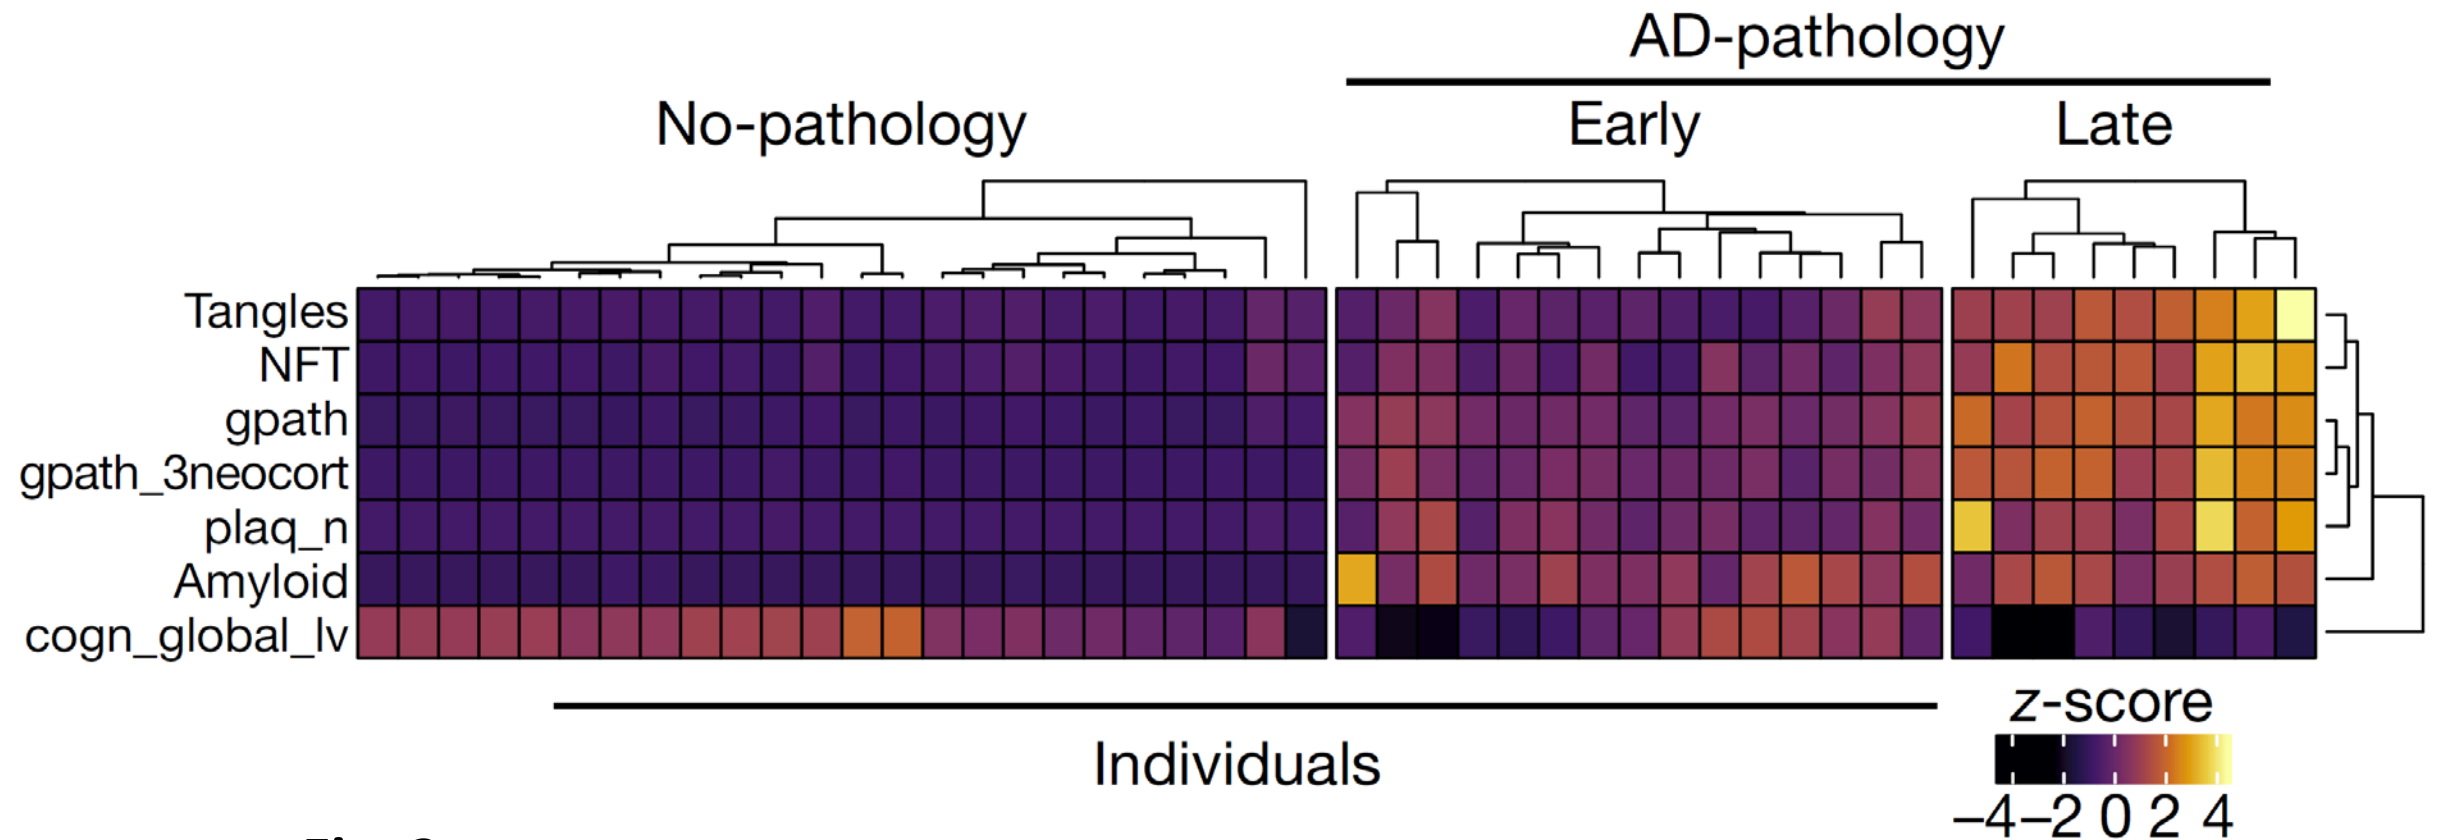 AD-pathology
No-pathology
Early
Late
Tangles
NFT
gpath
gpath_3neocort
plaq_n
Amyloid
cogn_global_lv
Individuals
z-score
−4 −2 0 2 4